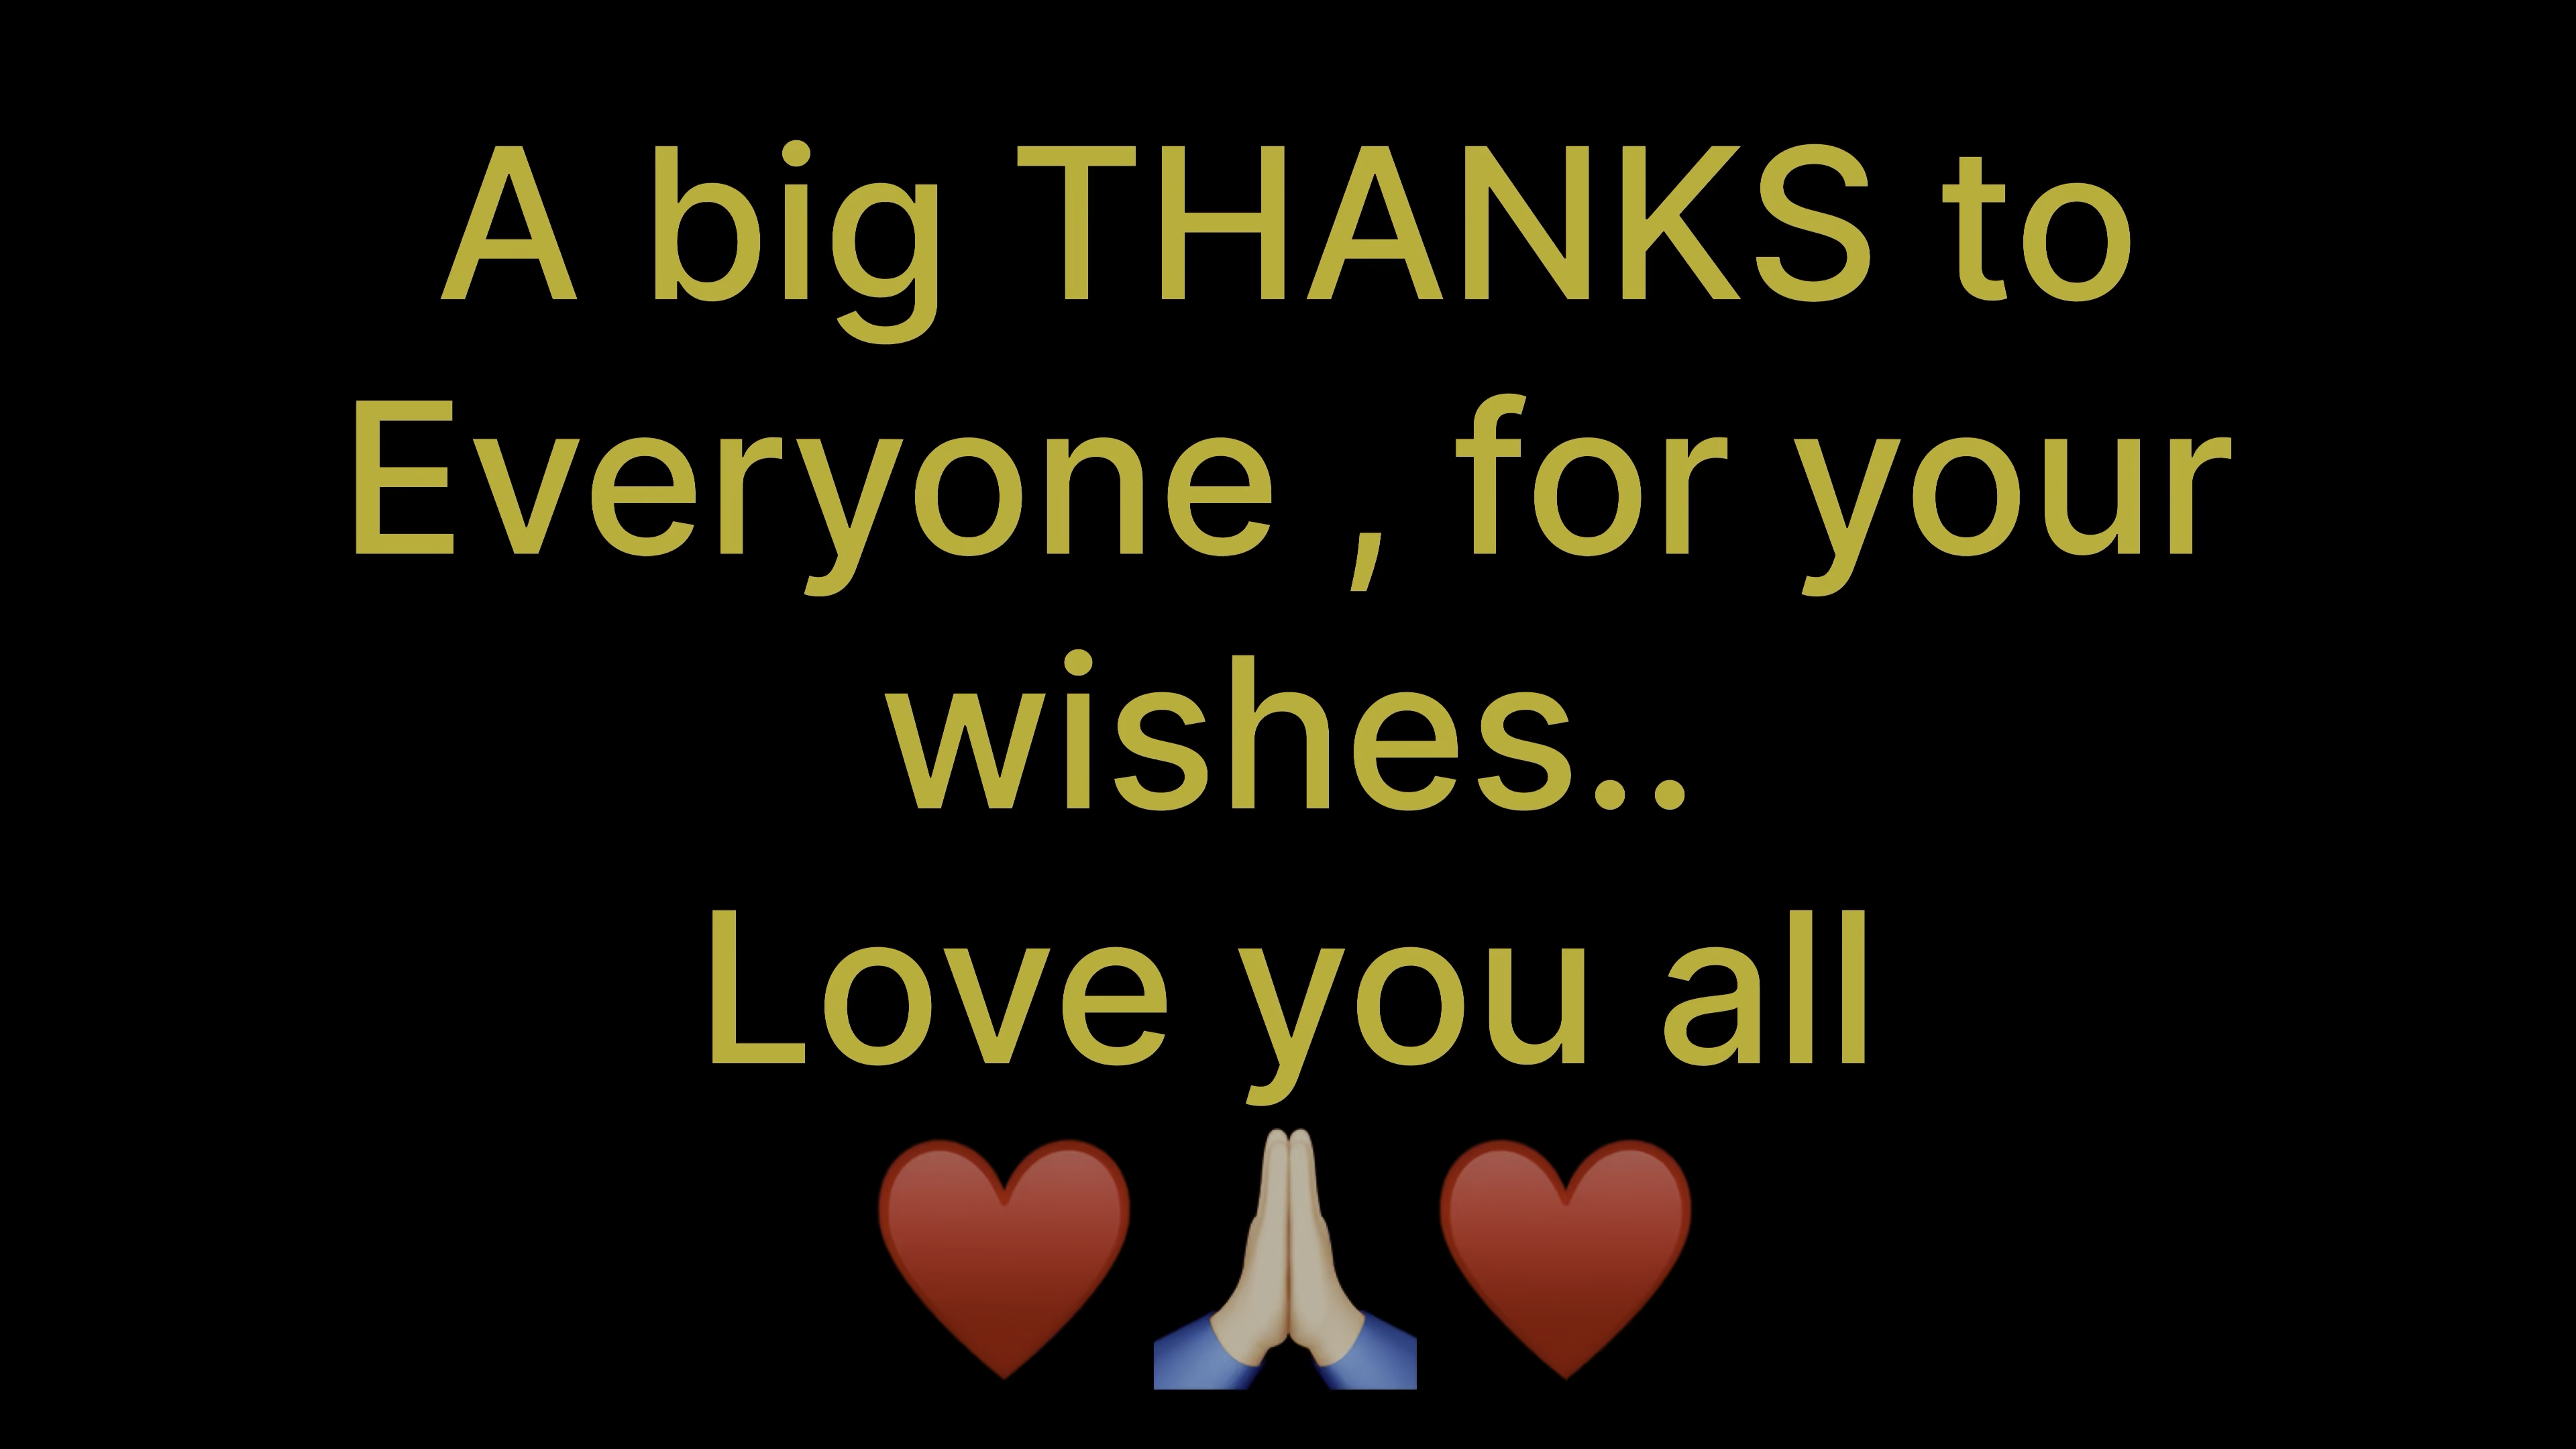 A big THANKS to
Everyone , for your
wishes..
Love you all
♥️🙏🏼♥️